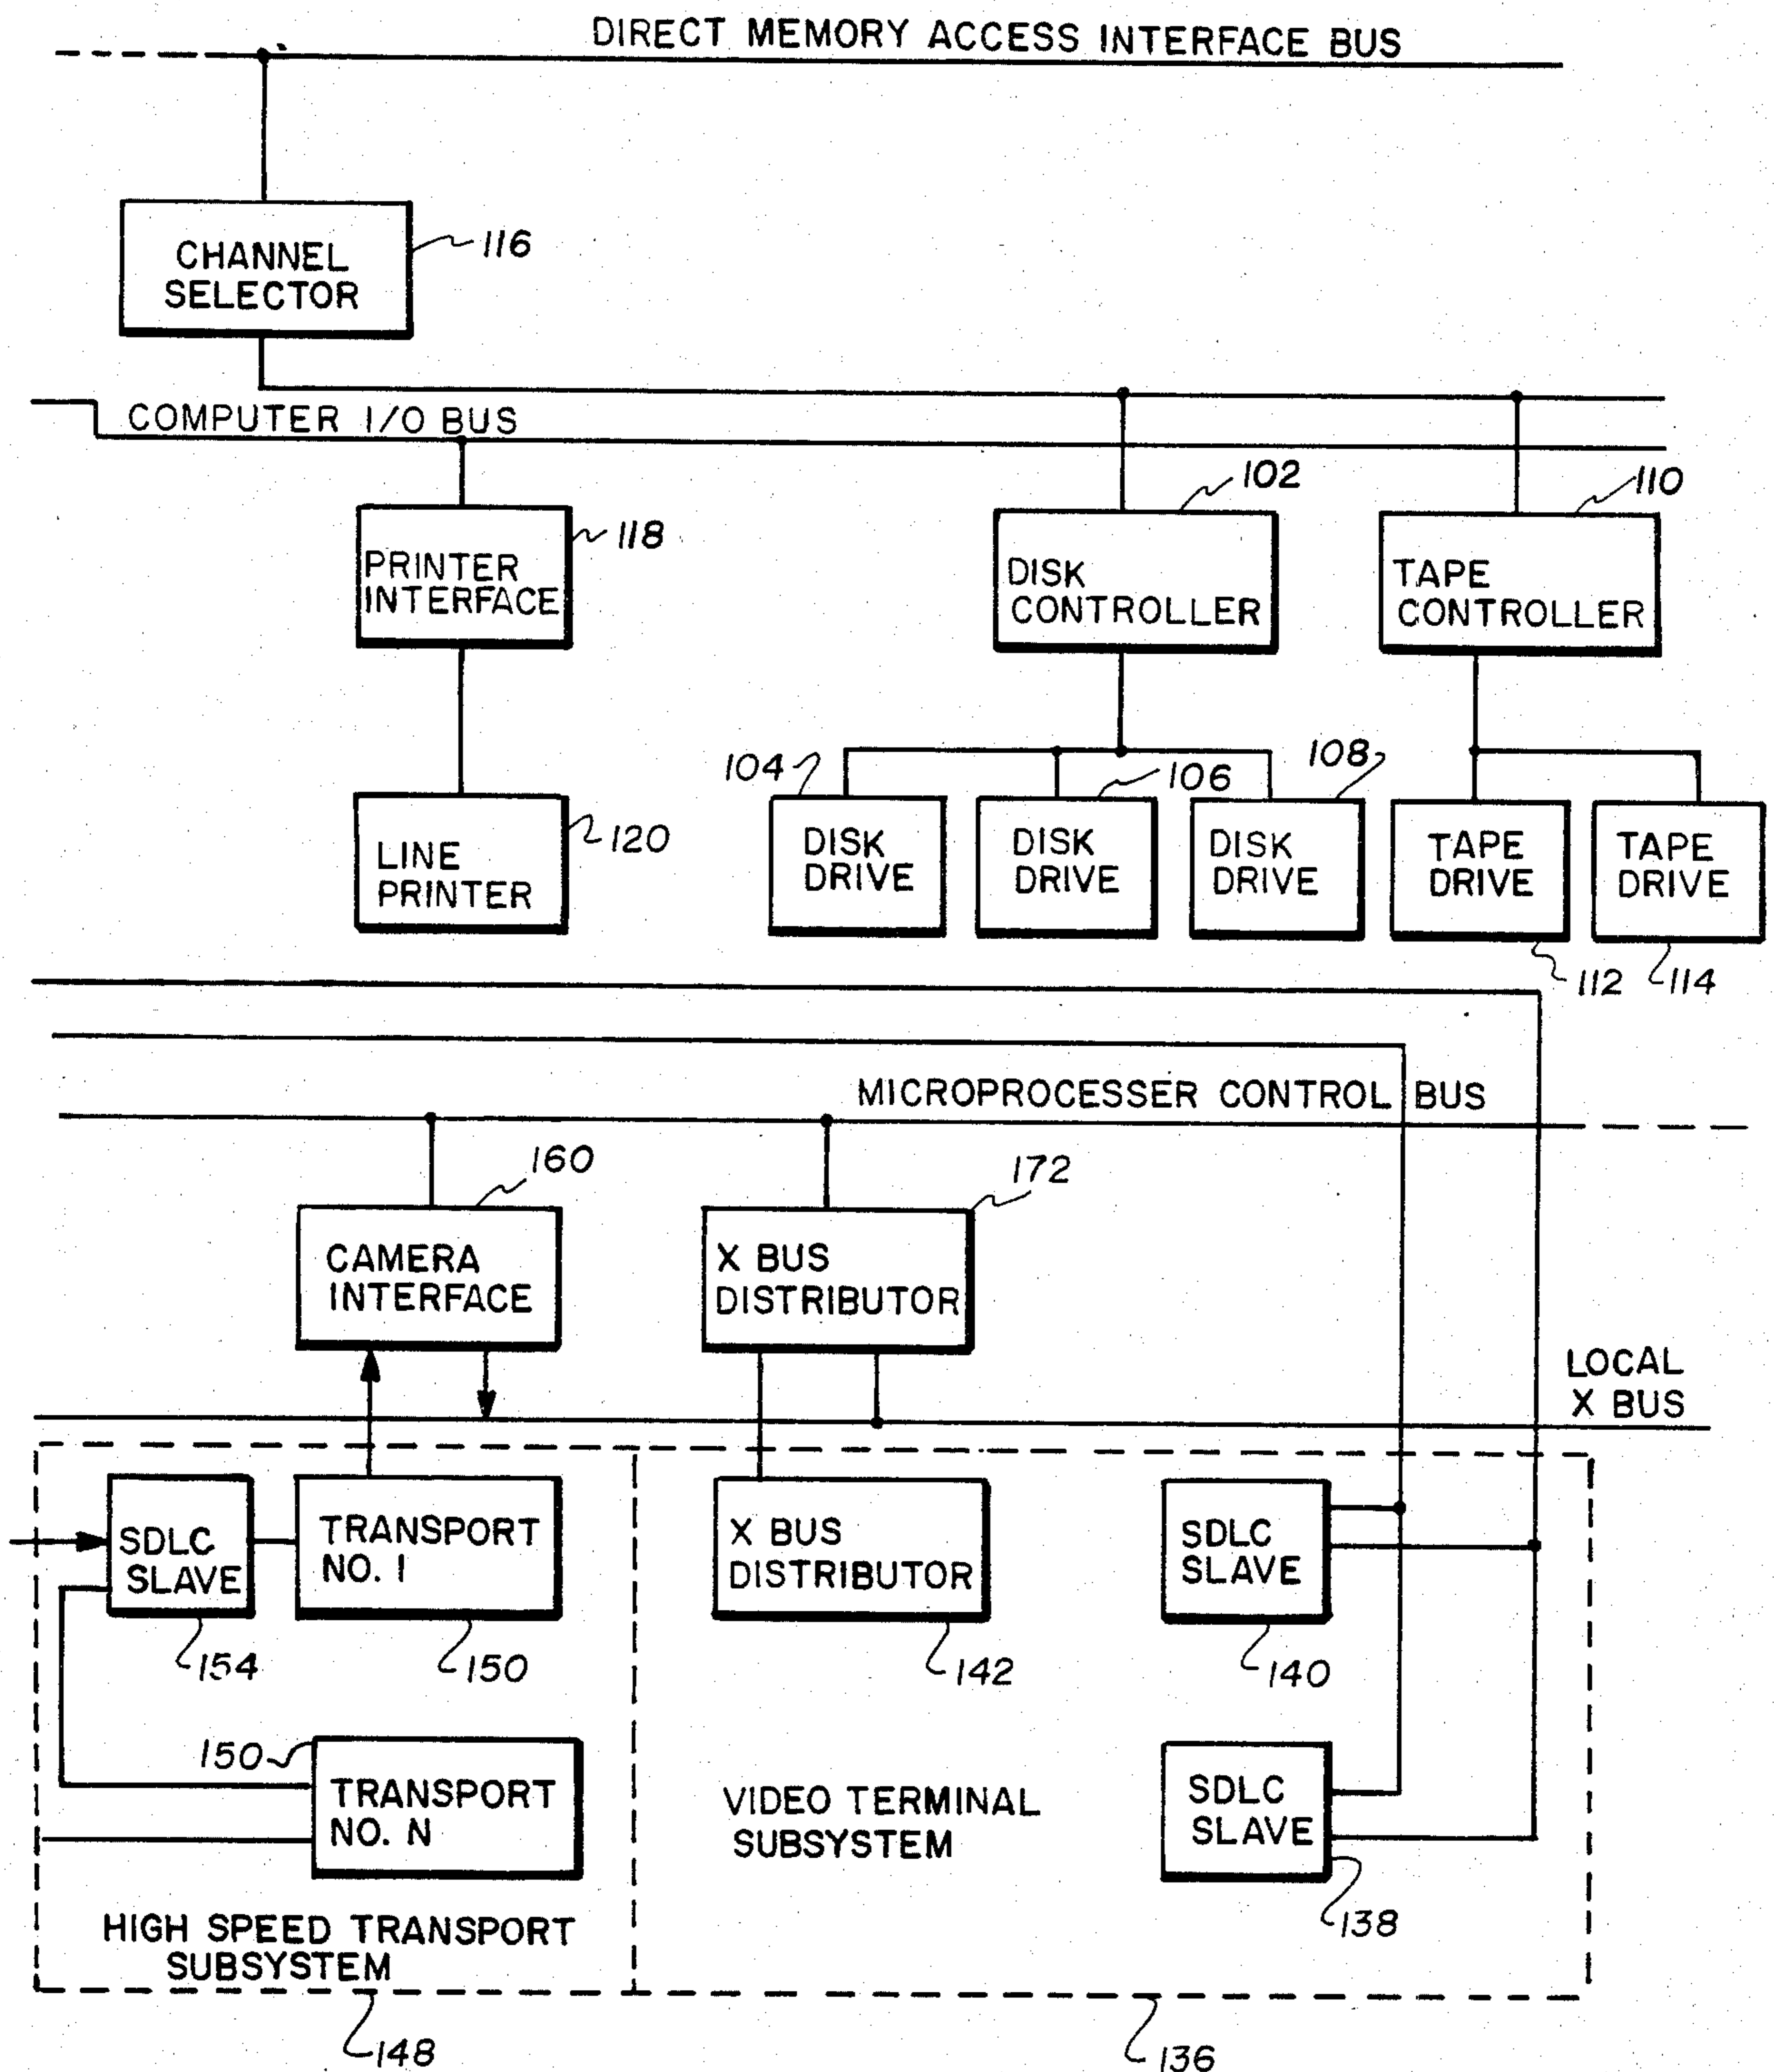 DIRECT MEMORY ACCESS INTERFACE BUS
CHANNEL
SELECTOR
116
COMPUTER I/O BUS
102
110
118
PRINTER
INTERFACE
DISK
CONTROLLER
TAPE
CONTROLLER
104
106
108
120
LINE
PRINTER
DISK
DRIVE
DISK
DRIVE
DISK
DRIVE
TAPE
DRIVE
TAPE
DRIVE
112
114
MICROPROCESSER CONTROL BUS
160
172
CAMERA
INTERFACE
X BUS
DISTRIBUTOR
LOCAL
X BUS
SDLC
SLAVE
TRANSPORT
NO. 1
X BUS
DISTRIBUTOR
SDLC
SLAVE
154
150
142
140
150
TRANSPORT
NO. N
VIDEO TERMINAL
SUBSYSTEM
SDLC
SLAVE
138
HIGH SPEED TRANSPORT
SUBSYSTEM
148
136